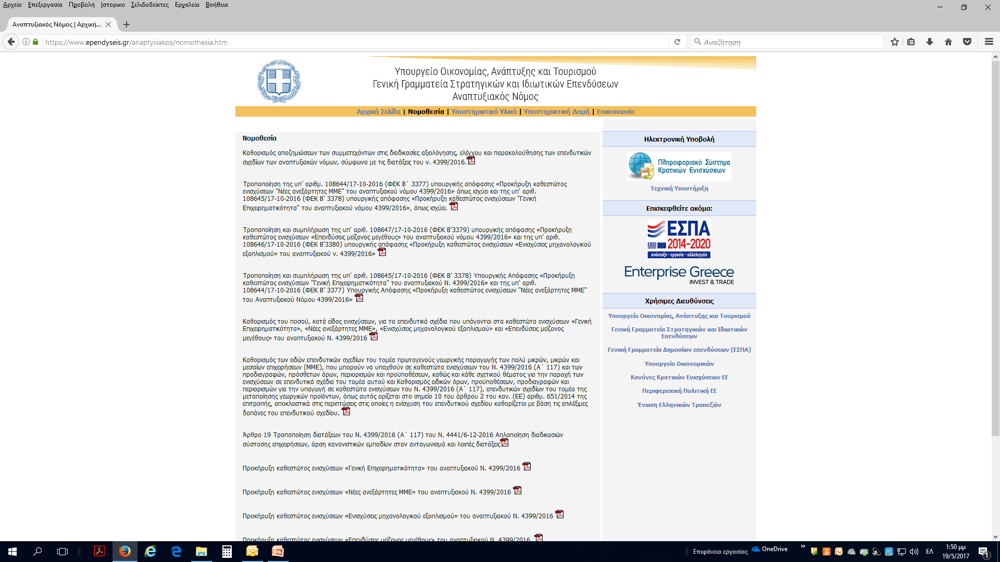 Αρχείο Επεξεργασία Προβολή Ιστορικο Σελιδοδείκτες Εργαλεία Βοήθεια
Αναπτυξιακός Νόμος | Αρχική...
https://www.ependyseis.gr/anaptyxiakos/nomothesia.htm
Αναζήτηση
Υπουργείο Οικονομίας, Ανάπτυξης και Τουρισμού
Γενική Γραμματεία Στρατηγικών και Ιδιωτικών Επενδύσεων
Αναπτυξιακός Νόμος
Αρχική Σελίδα | Νομοθεσία | Υποστηρικτικό Υλικό | Υποστηρικτική Δομή | Επικοινωνία
Νομοθεσία
Καθορισμός αποζημιώσεων των συμμετεχόντων στις διαδικασίες αξιολόγησης, ελέγχου και παρακολούθησης των επενδυτικών
σχεδίων των αναπτυξιακών νόμων, σύμφωνα με τις διατάξεις του ν. 4399/2016.
Τροποποίηση της υπ' αριθμ. 108644/17-10-2016 (ΦΕΚ Β΄ 3377) υπουργικής απόφασης «Προκήρυξη καθεστώτος
ενισχύσεων "Νέες ανεξάρτητες ΜΜΕ" του αναπτυξιακού νόμου 4399/2016» όπως ισχύει και της υπ' αριθ.
108645/17-10-2016 (ΦΕΚ Β' 3378) υπουργικής απόφασης «Προκήρυξη καθεστώτος ενισχύσεων "Γενική
Επιχειρηματικότητα" του αναπτυξιακού νόμου 4399/2016», όπως ισχύει.
Τροποποίηση και συμπλήρωση της υπ' αριθ. 108647/17-10-2016 (ΦΕΚ Β'3379) υπουργικής απόφασης «Προκήρυξη
καθεστώτος ενισχύσεων «Επενδύσεις μείζονος μεγέθους» του αναπτυξιακού νόμου 4399/2016» και της υπ' αριθ.
108646/17-10-2016 (ΦΕΚ Β'3380) υπουργικής απόφασης «Προκήρυξη καθεστώτος ενισχύσεων «Ενισχύσεις μηχανολογικού
εξοπλισμού» του αναπτυξιακού ν. 4399/2016»
Τροποποίηση και συμπλήρωση της υπ' αριθ. 108645/17-10-2016 (ΦΕΚ Β' 3378) Υπουργικής Απόφασης «Προκήρυξη
καθεστώτος ενισχύσεων "Γενική Επιχειρηματικότητα" του αναπτυξιακού Ν. 4399/2016» και της υπ' αριθ.
108644/17-10-2016 (ΦΕΚ Β' 3377) Υπουργικής Απόφασης «Προκήρυξη καθεστώτος ενισχύσεων "Νέες ανεξάρτητες ΜΜΕ"
του Αναπτυξιακού Νόμου 4399/2016»
Καθορισμός του ποσού, κατά είδος ενισχύσεων, για τα επενδυτικά σχέδια που υπάγονται στα καθεστώτα ενισχύσεων «Γενική
Επιχειρηματικότητα», «Νέες ανεξάρτητες ΜΜΕ», «Ενισχύσεις μηχανολογικού εξοπλισμού» και «Επενδύσεις μείζονος
μεγέθους» του αναπτυξιακού Ν. 4399/2016
Καθορισμός των ειδών επενδυτικών σχεδίων του τομέα πρωτογενούς γεωργικής παραγωγής των πολύ μικρών, μικρών και
μεσαίων επιχειρήσεων (ΜΜΕ), που μπορούν να υπαχθούν σε καθεστώτα ενισχύσεων του Ν. 4399/2016 (Α΄ 117) και των
προδιαγραφών, πρόσθετων όρων, περιορισμών και προϋποθέσεων, καθώς και κάθε σχετικού θέματος για την παροχή των
ενισχύσεων σε επενδυτικά σχέδια του τομέα αυτού και Καθορισμός ειδικών όρων, προϋποθέσεων, προδιαγραφών και
περιορισμών για την υπαγωγή σε καθεστώτα ενισχύσεων του Ν. 4399/2016 (Α΄ 117), επενδυτικών σχεδίων του τομέα της
μεταποίησης γεωργικών προϊόντων, όπως αυτός ορίζεται στο σημείο 10 του άρθρου 2 του καν. (ΕΕ) αριθμ. 651/2014 της
επιτροπής, αποκλειστικά στις περιπτώσεις στις οποίες η ενίσχυση του επενδυτικού σχεδίου καθορίζεται με βάση τις επιλέξιμες
δαπάνες του επενδυτικού σχεδίου.
Άρθρο 19 Τροποποίηση διατάξεων του Ν. 4399/2016 (Α΄ 117) του Ν. 4441/6-12-2016 Απλοποίηση διαδικασιών
σύστασης επιχειρήσεων, άρση κανονιστικών εμποδίων στον ανταγωνισμό και λοιπές διατάξεις
Προκήρυξη καθεστώτος ενισχύσεων «Γενική Επιχειρηματικότητα» του αναπτυξιακού Ν. 4399/2016
Προκήρυξη καθεστώτος ενισχύσεων «Νέες ανεξάρτητες ΜΜΕ» του αναπτυξιακού Ν. 4399/2016
Προκήρυξη καθεστώτος ενισχύσεων «Ενισχύσεις μηχανολογικού εξοπλισμού» του αναπτυξιακού Ν. 4399/2016
Προκήρυξη καθεστώτος ενισχύσεων «Επενδύσεις μείζονος μεγέθους» του αναπτυξιακού Ν. 4399/2016
Ηλεκτρονική Υποβολή
Πληροφοριακό Σύστημα
Κρατικών Ενισχύσεων
Τεχνική Υποστήριξη
Επισκεφθείτε ακόμα:
ΕΣΠΑ
2014-2020
ανάπτυξη - εργασία - αλληλεγγύη
Enterprise Greece
INVEST & TRADE
Χρήσιμες Διευθύνσεις
Υπουργείο Οικονομίας, Ανάπτυξης και Τουρισμού
Γενική Γραμματεία Στρατηγικών και Ιδιωτικών
Επενδύσεων
Γενική Γραμματεία Δημοσίων επενδύσεων (ΕΣΠΑ)
Υπουργείο Οικονομικών
Κανόνες Κρατικών Ενισχύσεων ΕΕ
Περιφερειακή Πολιτική ΕΕ
Ένωση Ελληνικών Τραπεζών
Επιφάνεια εργασίας
OneDrive
ΕΛ
1:50 μμ
19/5/2017
1